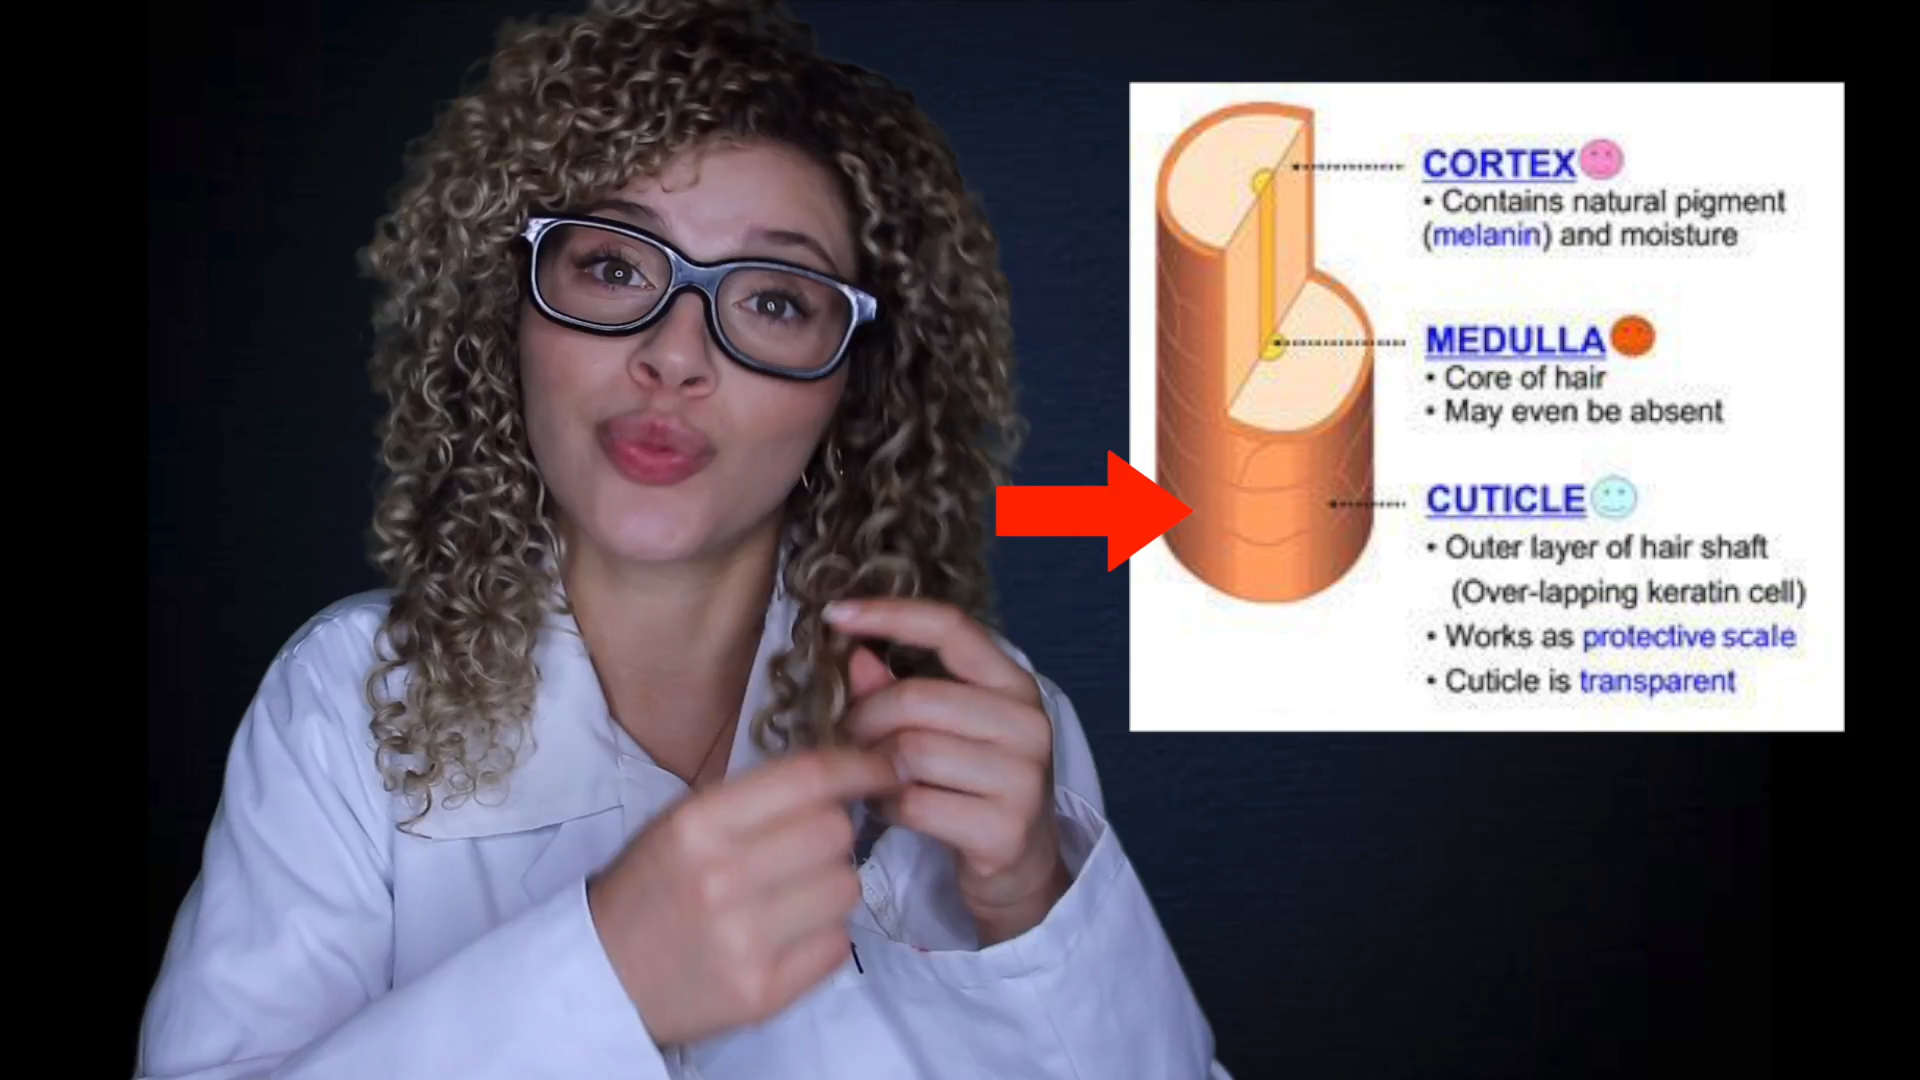 CORTEX
• Contains natural pigment
(melanin) and moisture
MEDULLA
• Core of hair
• May even be absent
CUTICLE
• Outer layer of hair shaft
(Over-lapping keratin cell)
• Works as protective scale
• Cuticle is transparent